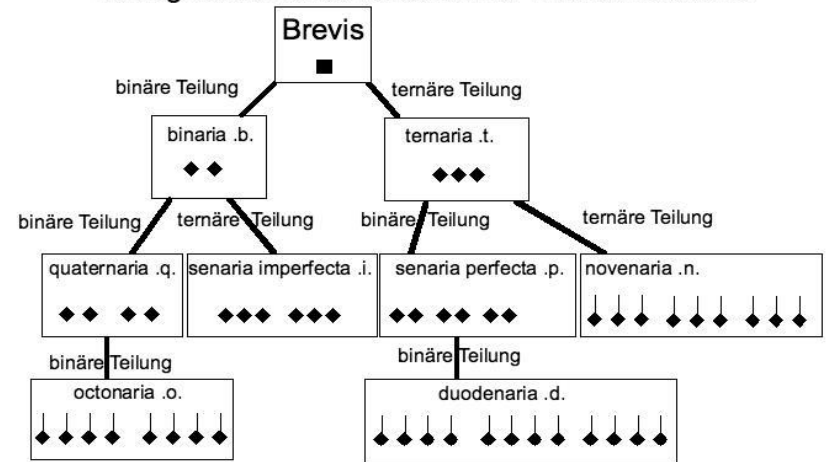 Brevis
binäre Teilung
ternäre Teilung
binaria .b.
ternaria .t.
binäre Teilung
ternäre Teilung
binäre Teilung
ternäre Teilung
quaternaria .q.
senaria imperfecta .i.
senaria perfecta .p.
novenaria .n.
binäre Teilung
binäre Teilung
octonaria .o.
duodenaria .d.